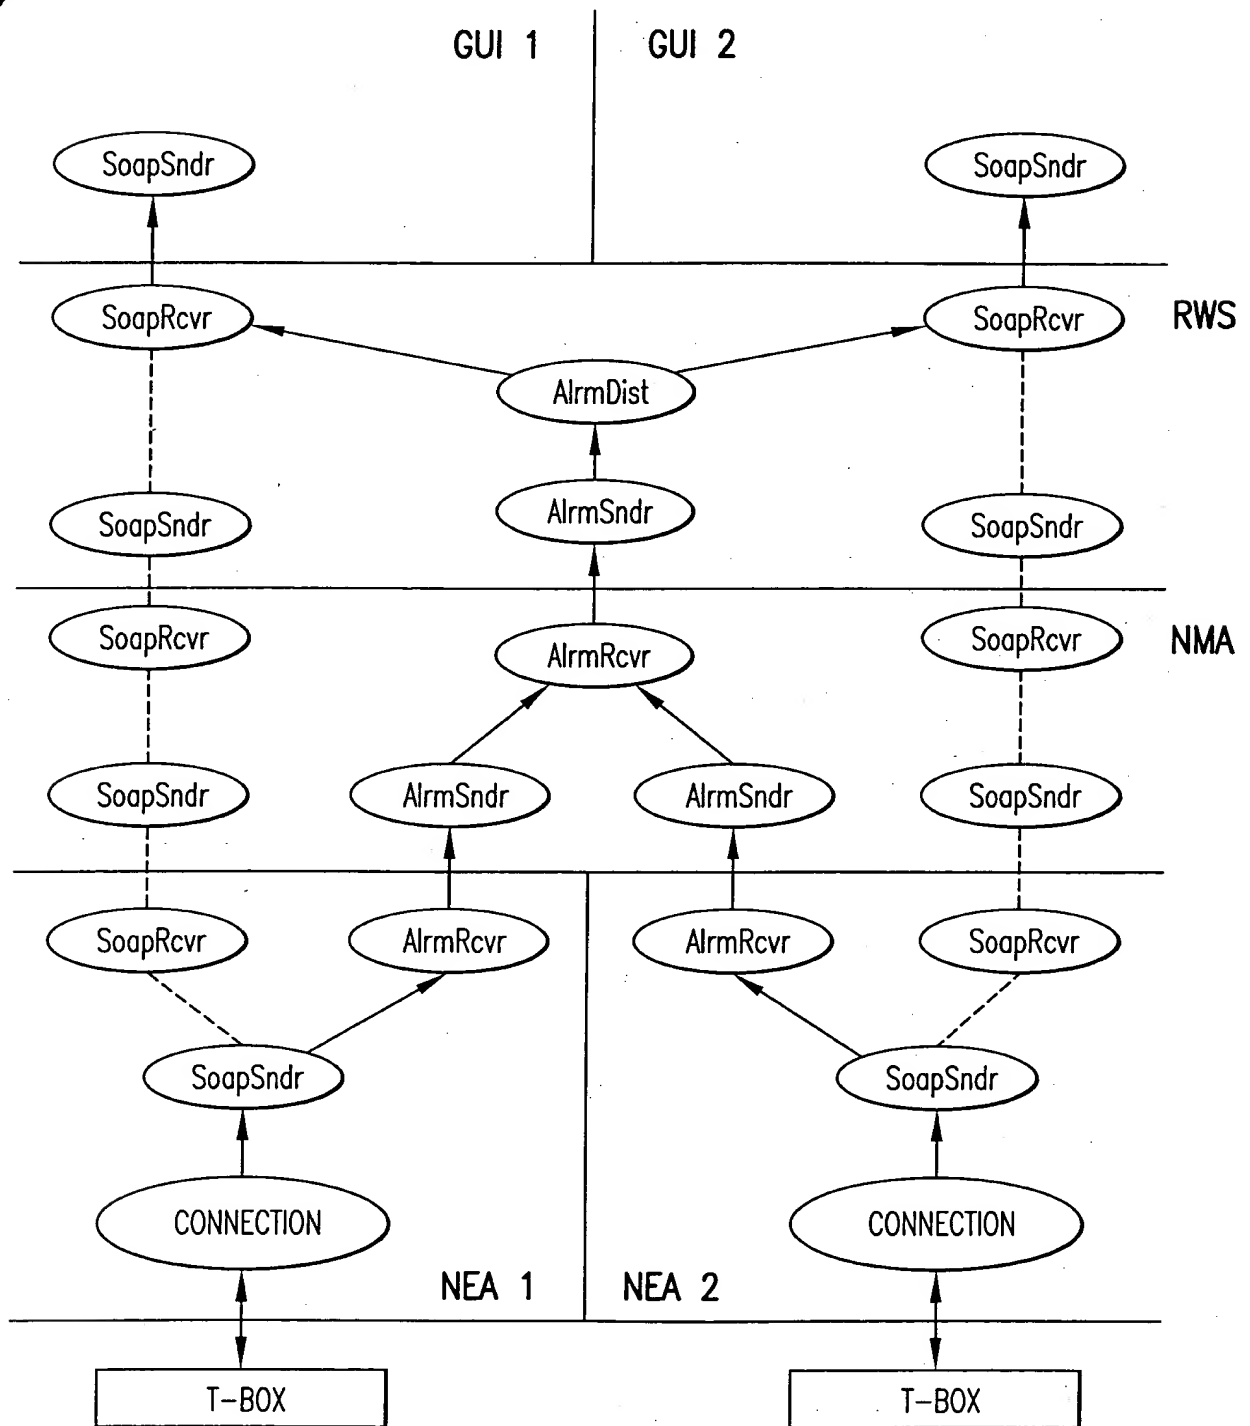 GUI 1 GUI 2
SoapSndr SoapSndr
SoapRcvr SoapRcvr RWS
AlrmDist
SoapSndr AlrmSndr SoapSndr
SoapRcvr AlrmRcvr SoapRcvr NMA
SoapSndr AlrmSndr AlrmSndr SoapSndr
SoapRcvr AlrmRcvr AlrmRcvr SoapRcvr
SoapSndr SoapSndr
CONNECTION CONNECTION
NEA 1 NEA 2
T-BOX T-BOX